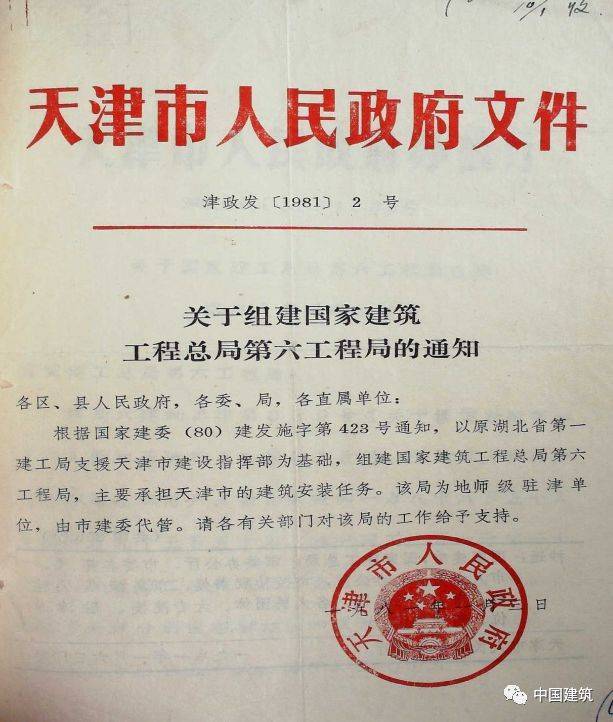 收
天津市人民政府文件
津政发〔1981〕 2 号
关于组建国家建筑
工程总局第六工程局的通知
各区、县人民政府，各委、局，各直属单位：
根据国家建委（80）建发施字第423号通知，以原湖北省第一
建工局支援天津市建设指挥部为基础，组建国家建筑工程总局第六
工程局，主要承担天津市的建筑安装任务。该局为地师级驻津单
位，由市建委代管。请各有关部门对该局的工作给予支持。
一九八一年一月 日
天津市人民政府
中国建筑